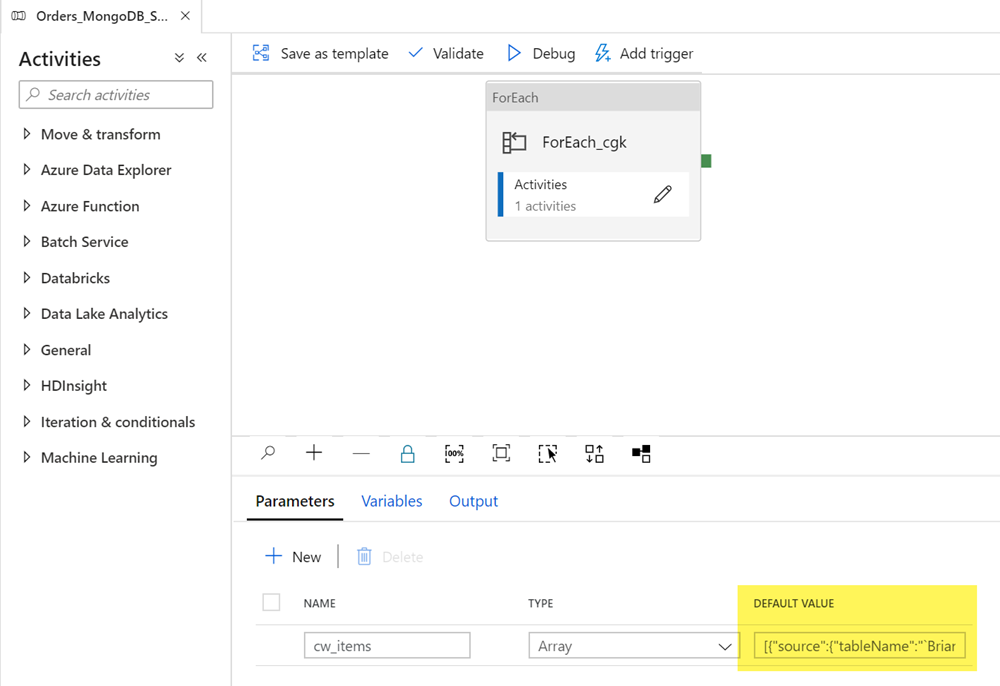 Orders_MongoDB_S...
Activities
Search activities
Move & transform
Azure Data Explorer
Azure Function
Batch Service
Databricks
Data Lake Analytics
General
HDInsight
Iteration & conditionals
Machine Learning
Save as template Validate Debug Add trigger
ForEach
ForEach_cgk
Activities
1 activities
100%
Parameters Variables Output
New Delete
NAME TYPE DEFAULT VALUE
cw_items Array [{"source":{"tableName":"`Briar